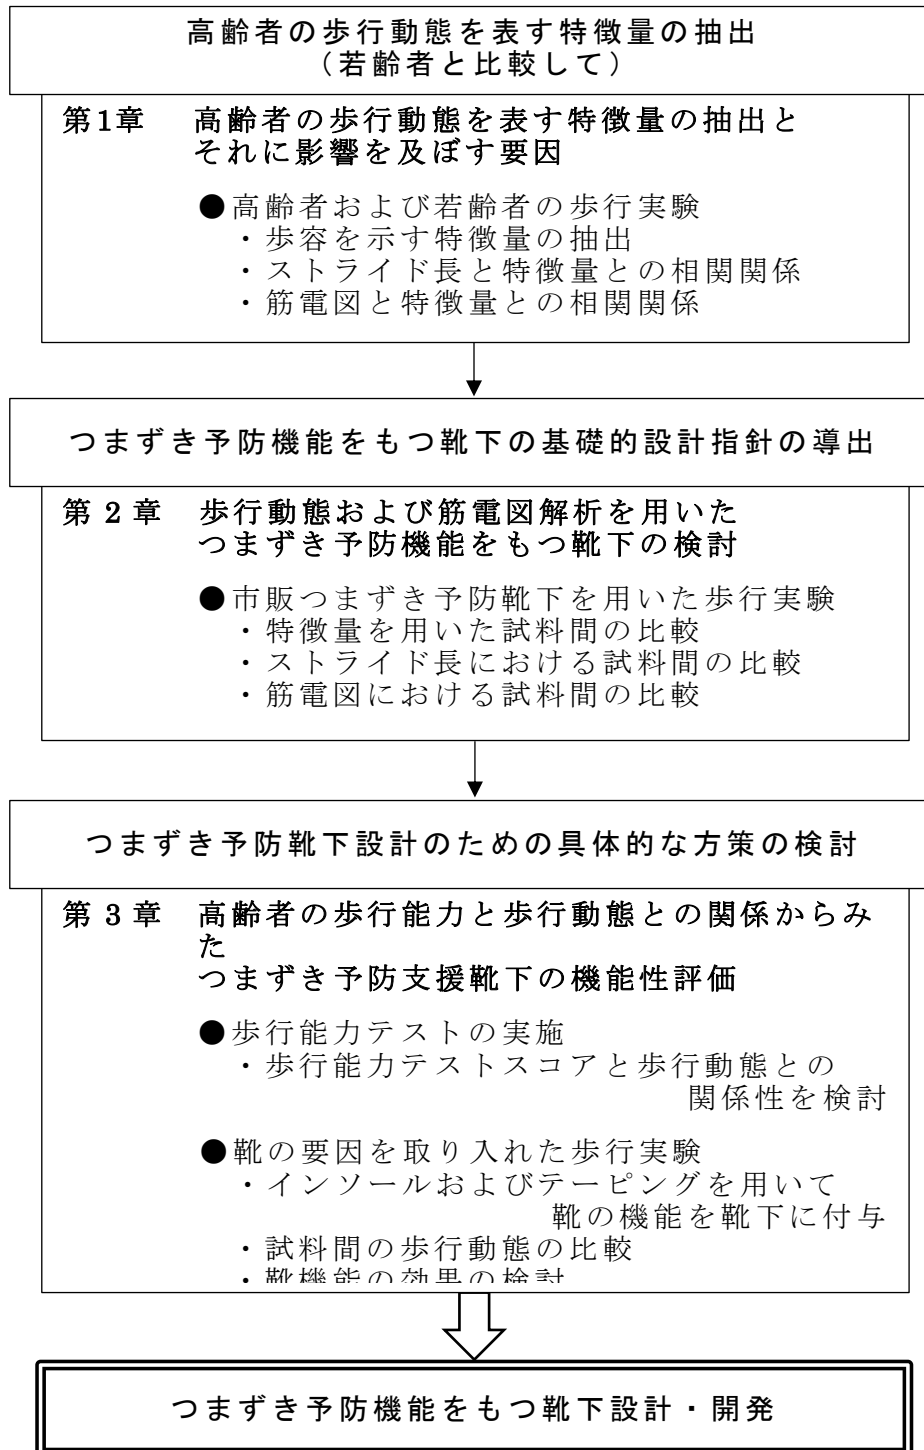 高齢者の歩行動態を表す特徴量の抽出
（若齢者と比較して）
第1章 高齢者の歩行動態を表す特徴量の抽出と
それに影響を及ぼす要因
●高齢者および若齢者の歩行実験
・歩容を示す特徴量の抽出
・ストライド長と特徴量との相関関係
・筋電図と特徴量との相関関係
つまずき予防機能をもつ靴下の基礎的設計指針の導出
第2章 歩行動態および筋電図解析を用いた
つまずき予防機能をもつ靴下の検討
●市販つまずき予防靴下を用いた歩行実験
・特徴量を用いた試料間の比較
・ストライド長における試料間の比較
・筋電図における試料間の比較
つまずき予防靴下設計のための具体的な方策の検討
第3章 高齢者の歩行能力と歩行動態との関係からみ
た
つまずき予防支援靴下の機能性評価
●歩行能力テストの実施
・歩行能力テストスコアと歩行動態との
関係性を検討
●靴の要因を取り入れた歩行実験
・インソールおよびテーピングを用いて
靴の機能を靴下に付与
・試料間の歩行動態の比較
・靴機能の効果の検討
つまずき予防機能をもつ靴下設計・開発